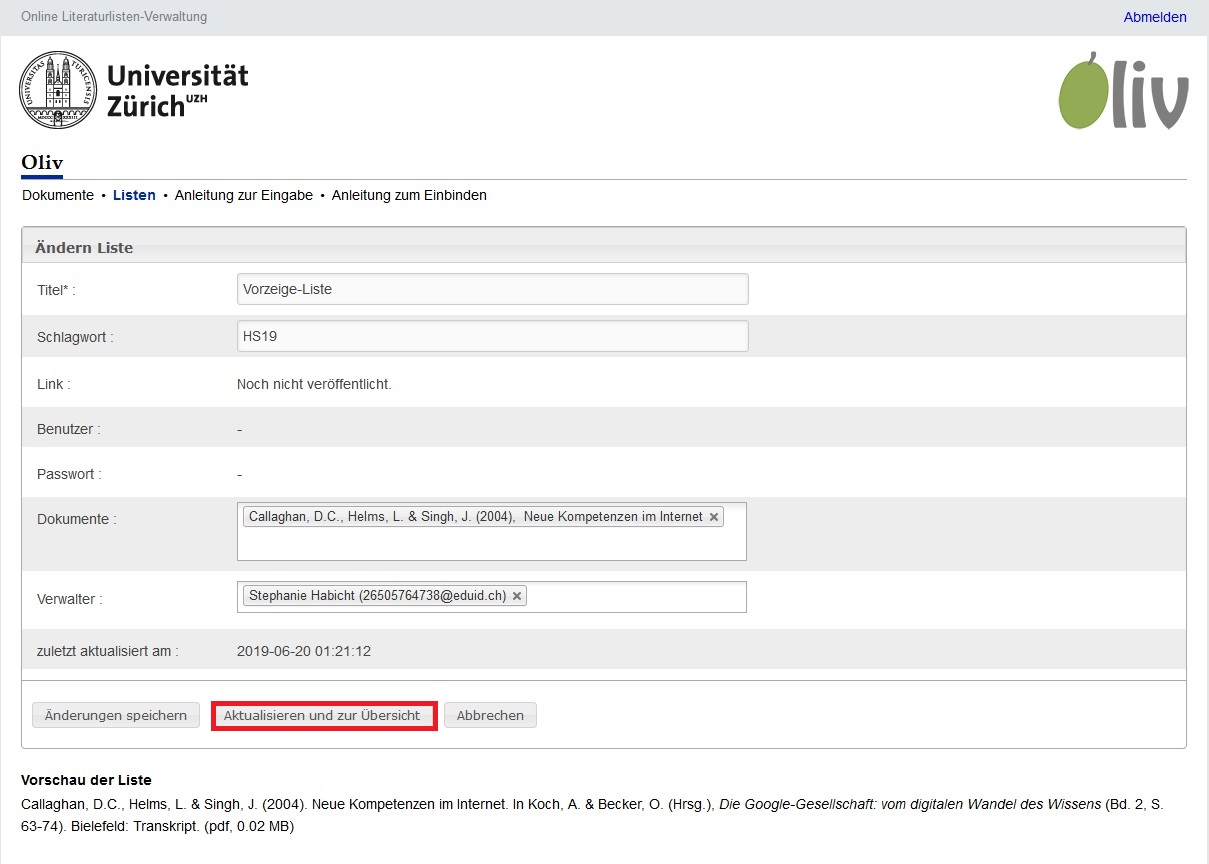 Online Literaturlisten-Verwaltung
Abmelden
UNIVERSITAS TURICENSIS
MDCCCXXXIII
Universität
Zürich UZH
Oliv
Oliv
Dokumente • Listen • Anleitung zur Eingabe • Anleitung zum Einbinden
Ändern Liste
Titel* :
Vorzeige-Liste
Schlagwort :
HS19
Link :
Noch nicht veröffentlicht.
Benutzer :
-
Passwort :
-
Dokumente :
Callaghan, D.C., Helms, L. & Singh, J. (2004),  Neue Kompetenzen im Internet ×
Verwalter :
Stephanie Habicht (26505764738@eduid.ch) ×
zuletzt aktualisiert am :
2019-06-20 01:21:12
Änderungen speichern
Aktualisieren und zur Übersicht
Abbrechen
Vorschau der Liste
Callaghan, D.C., Helms, L. & Singh, J. (2004). Neue Kompetenzen im Internet. In Koch, A. & Becker, O. (Hrsg.), Die Google-Gesellschaft: vom digitalen Wandel des Wissens (Bd. 2, S.
63-74). Bielefeld: Transkript. (pdf, 0.02 MB)